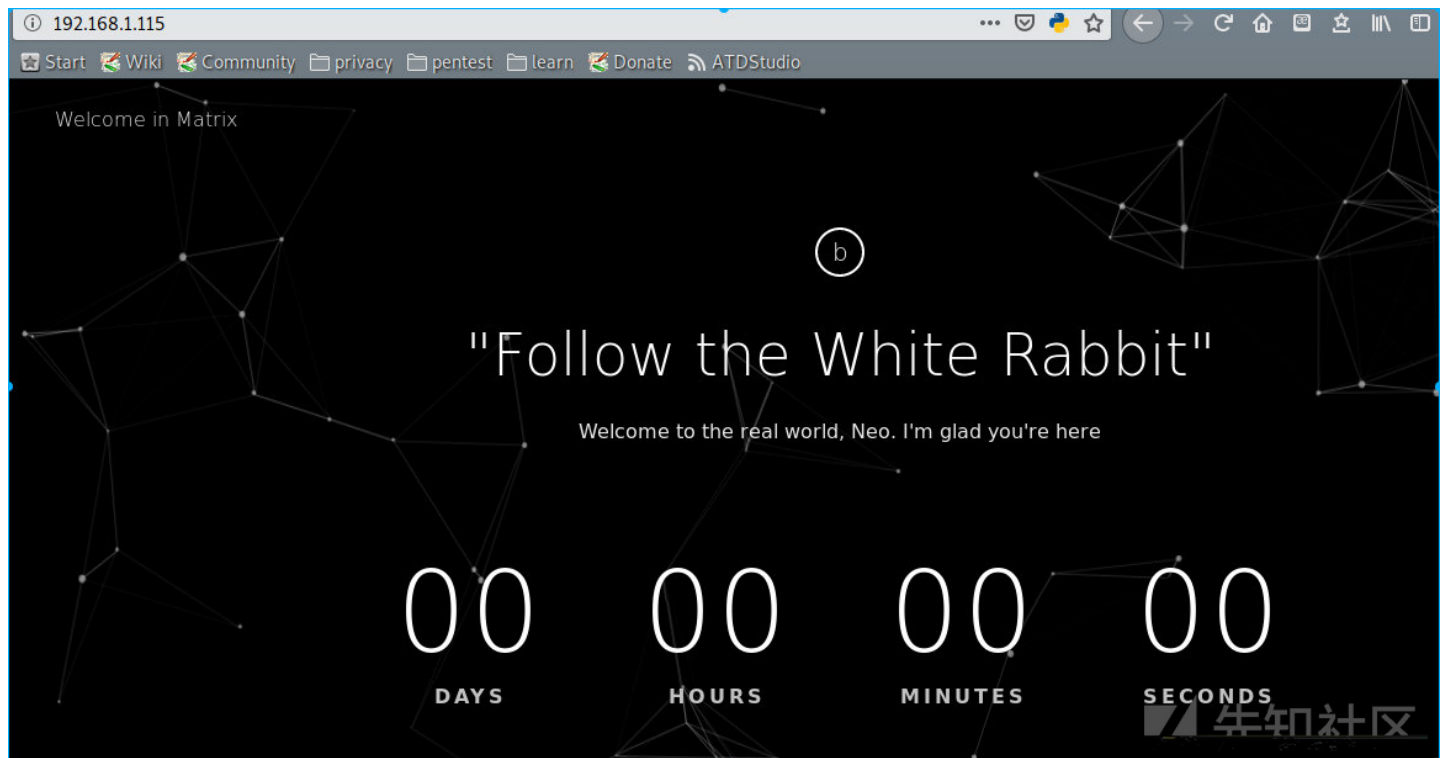 192.168.1.115
Start Wiki Community privacy pentest learn Donate ATDStudio
Welcome in Matrix
b
"Follow the White Rabbit"
Welcome to the real world, Neo. I'm glad you're here
00 00 00 00
DAYS HOURS MINUTES SECONDS
先知社区